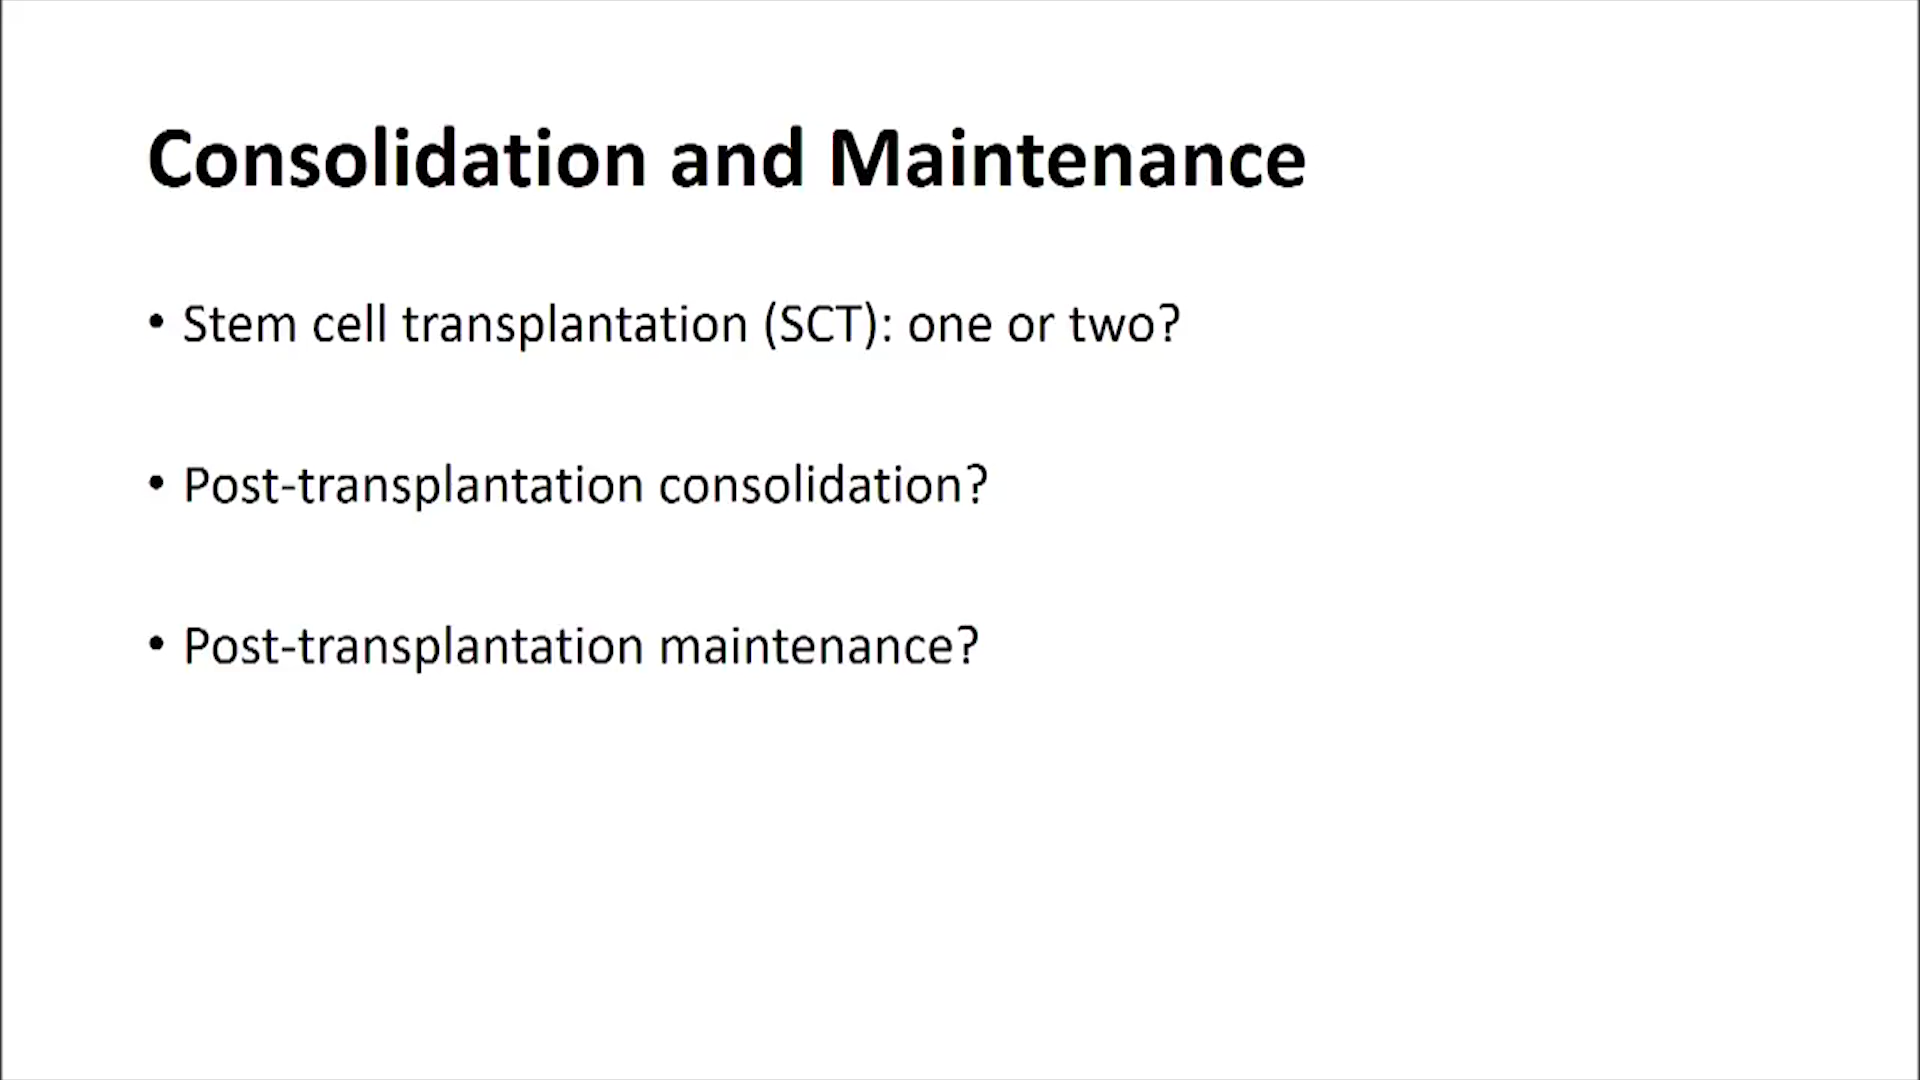 Consolidation and Maintenance
• Stem cell transplantation (SCT): one or two?
• Post-transplantation consolidation?
• Post-transplantation maintenance?